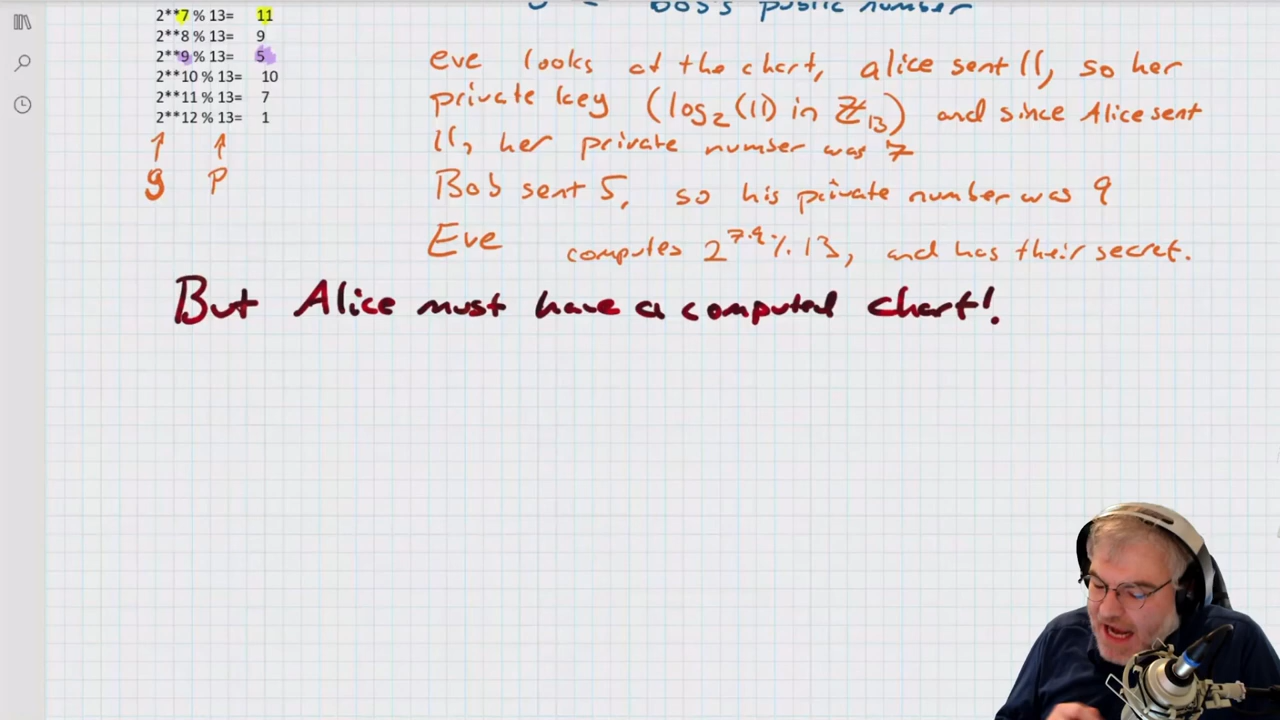 Bob's public number
2**7 % 13= 11
2**8 % 13= 9
2**9 % 13= 5
2**10 % 13= 10
2**11 % 13= 7
2**12 % 13= 1
g P
eve looks at the chart, alice sent 11, so her
private key (log₂(11) in ℤ₁₃) and since Alice sent
11, her private number was 7
Bob sent 5, so his private number was 9
Eve computes 2^7·9 % 13, and has their secret.
But Alice must have a computed chart!